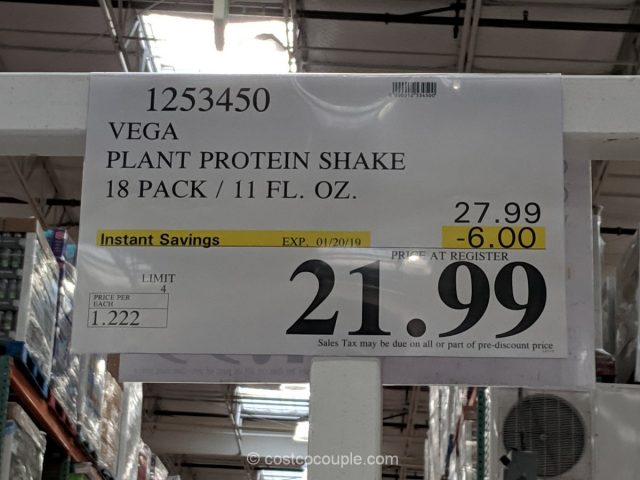 1253450
VEGA
PLANT PROTEIN SHAKE
18 PACK / 11 FL. OZ.
27.99
Instant Savings EXP. 01/20/19 -6.00
PRICE AT REGISTER
LIMIT
4
21.99
PRICE PER
EACH
1.222
Sales Tax may be due on all or part of pre-discount price
© costcocouple.com